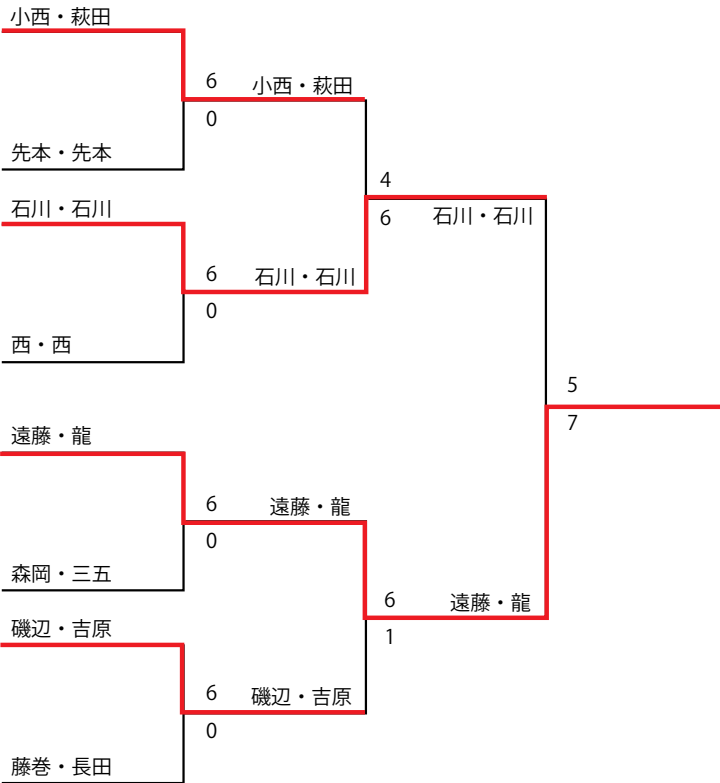 小西・萩田
6 小西・萩田
0
先本・先本
4
石川・石川
6 石川・石川
6 石川・石川
0
西・西
5
7
遠藤・龍
6 遠藤・龍
0
森岡・三五
6 遠藤・龍
1
磯辺・吉原
6 磯辺・吉原
0
藤巻・長田